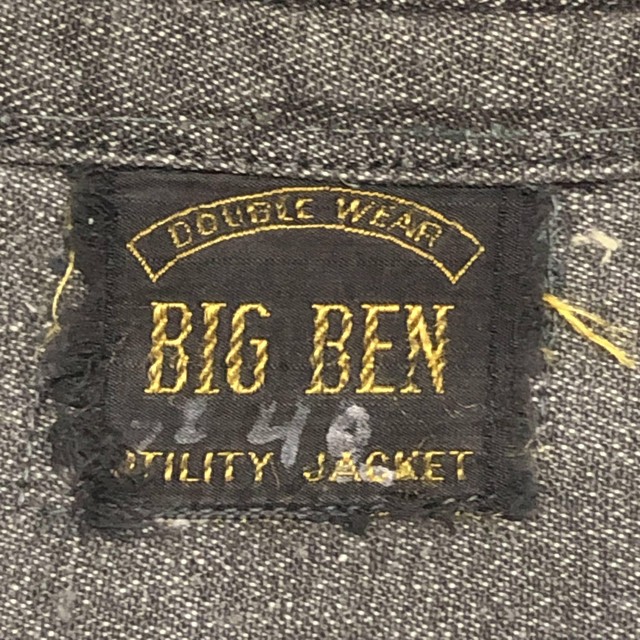 DOUBLE WEAR
BIG BEN
UTILITY JACKET